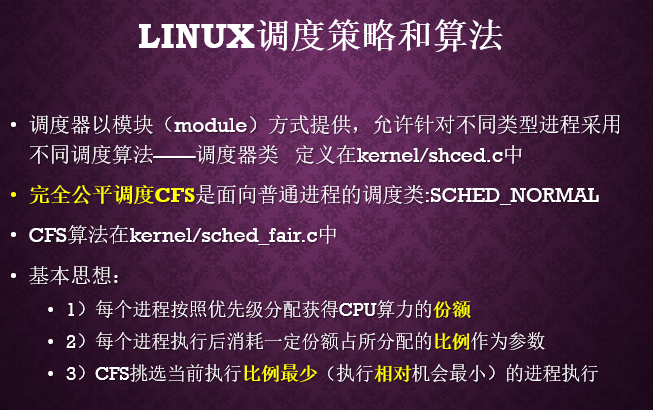 LINUX调度策略和算法
• 调度器以模块（module）方式提供，允许针对不同类型进程采用
不同调度算法——调度器类 定义在kernel/shced.c中
• 完全公平调度CFS是面向普通进程的调度类:SCHED_NORMAL
• CFS算法在kernel/sched_fair.c中
• 基本思想：
• 1）每个进程按照优先级分配获得CPU算力的份额
• 2）每个进程执行后消耗一定份额占所分配的比例作为参数
• 3）CFS挑选当前执行比例最少（执行相对机会最小）的进程执行